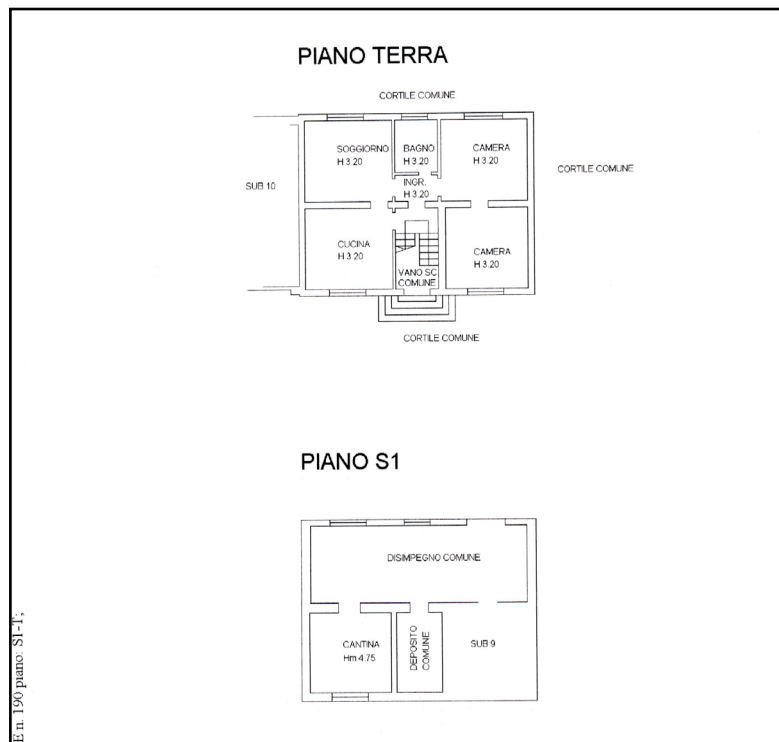 PIANO TERRA
CORTILE COMUNE
SOGGIORNO
H 3.20
BAGNO
H 3.20
CAMERA
H 3.20
CORTILE COMUNE
SUB 10
INGR.
H 3.20
CUCINA
H 3.20
CAMERA
H 3.20
VANO SC
COMUNE
CORTILE COMUNE
PIANO S1
DISIMPEGNO COMUNE
CANTINA
Hm 4.75
DEPOSITO
COMUNE
SUB 9
E n. 190 piano: S1-T;